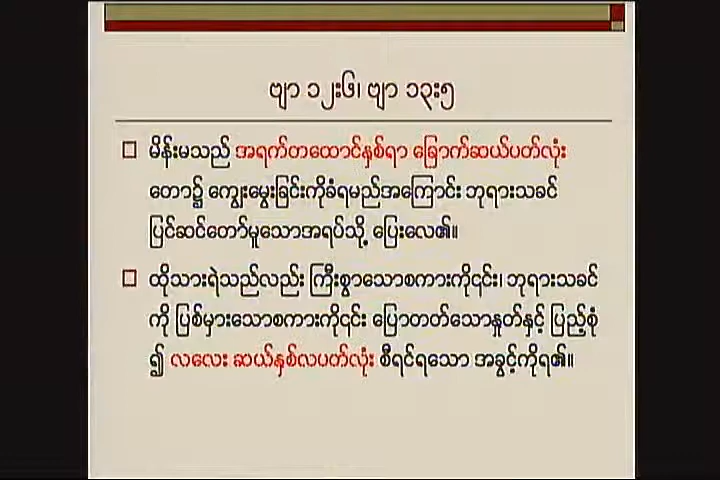 ဗျာ ၁၂း၆၊ ဗျာ ၁၃း၅
မိန်းမသည် အရက်တထောင်နှစ်ရာ ခြောက်ဆယ်ပတ်လုံး
တော၌ ကျွေးမွေးခြင်းကိုခံရမည်အကြောင်း ဘုရားသခင်
ပြင်ဆင်တော်မူသောအရပ်သို့ ပြေးလေ၏။
ထိုသားရဲသည်လည်း ကြီးစွာသောစကားကို၎င်း၊ ဘုရားသခင်
ကို ပြစ်မှားသောစကားကို၎င်း ပြောတတ်သောနှုတ်နှင့် ပြည့်စုံ
၍ လလေး ဆယ်နှစ်လပတ်လုံး စီရင်ရသော အခွင့်ကိုရ၏။